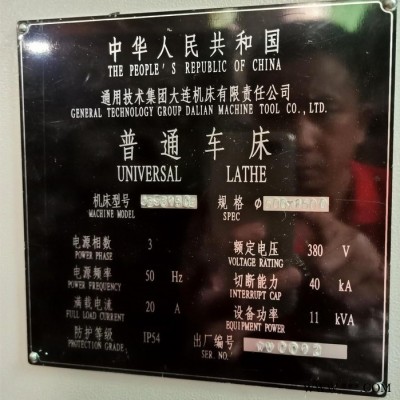 中华人民共和国
THE PEOPLE'S REPUBLIC OF CHINA
通用技术集团大连机床有限责任公司
GENERAL TECHNOLOGY GROUP DALIAN MACHINE TOOL CO., LTD.
普通车床
UNIVERSAL LATHE
机床型号 规格 Φ
MACHINE MODEL SPEC
电源相数 3 额定电压 380 V
POWER PHASE VOLTAGE RATING
电源频率 50 Hz 切断能力 40 kA
POWER FREQUENCY INTERRUPT CAP
满载电流 20 A 设备功率 11 kVA
FULL LOAD CURRENT EQUIPMENT POWER
防护等级 IP54 出厂编号
PROTECTION GRADE SER. NO.